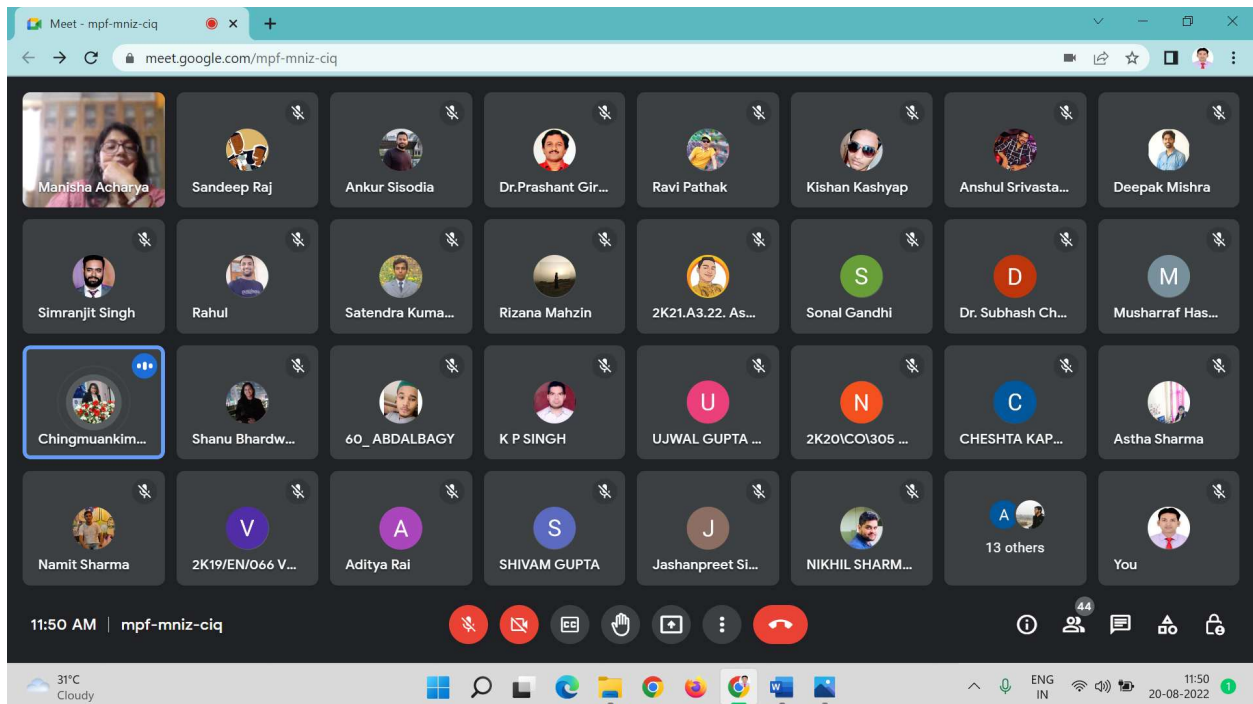 Meet - mpf-mniz-ciq
meet.google.com/mpf-mniz-ciq
Manisha Acharya
Sandeep Raj
Ankur Sisodia
Dr.Prashant Gir...
Ravi Pathak
Kishan Kashyap
Anshul Srivasta...
Deepak Mishra
Simranjit Singh
Rahul
Satendra Kuma...
Rizana Mahzin
2K21.A3.22. As...
S
Sonal Gandhi
D
Dr. Subhash Ch...
M
Musharraf Has...
Chingmuankim...
Shanu Bhardw...
60_ ABDALBAGY
K P SINGH
U
UJWAL GUPTA ...
N
2K20\CO\305 ...
C
CHESHTA KAP...
Astha Sharma
Namit Sharma
V
2K19/EN/066 V...
A
Aditya Rai
S
SHIVAM GUPTA
J
Jashanpreet Si...
NIKHIL SHARM...
A
13 others
You
11:50 AM | mpf-mniz-ciq
CC
44
31°C
Cloudy
W
ENG
IN
11:50
20-08-2022
1